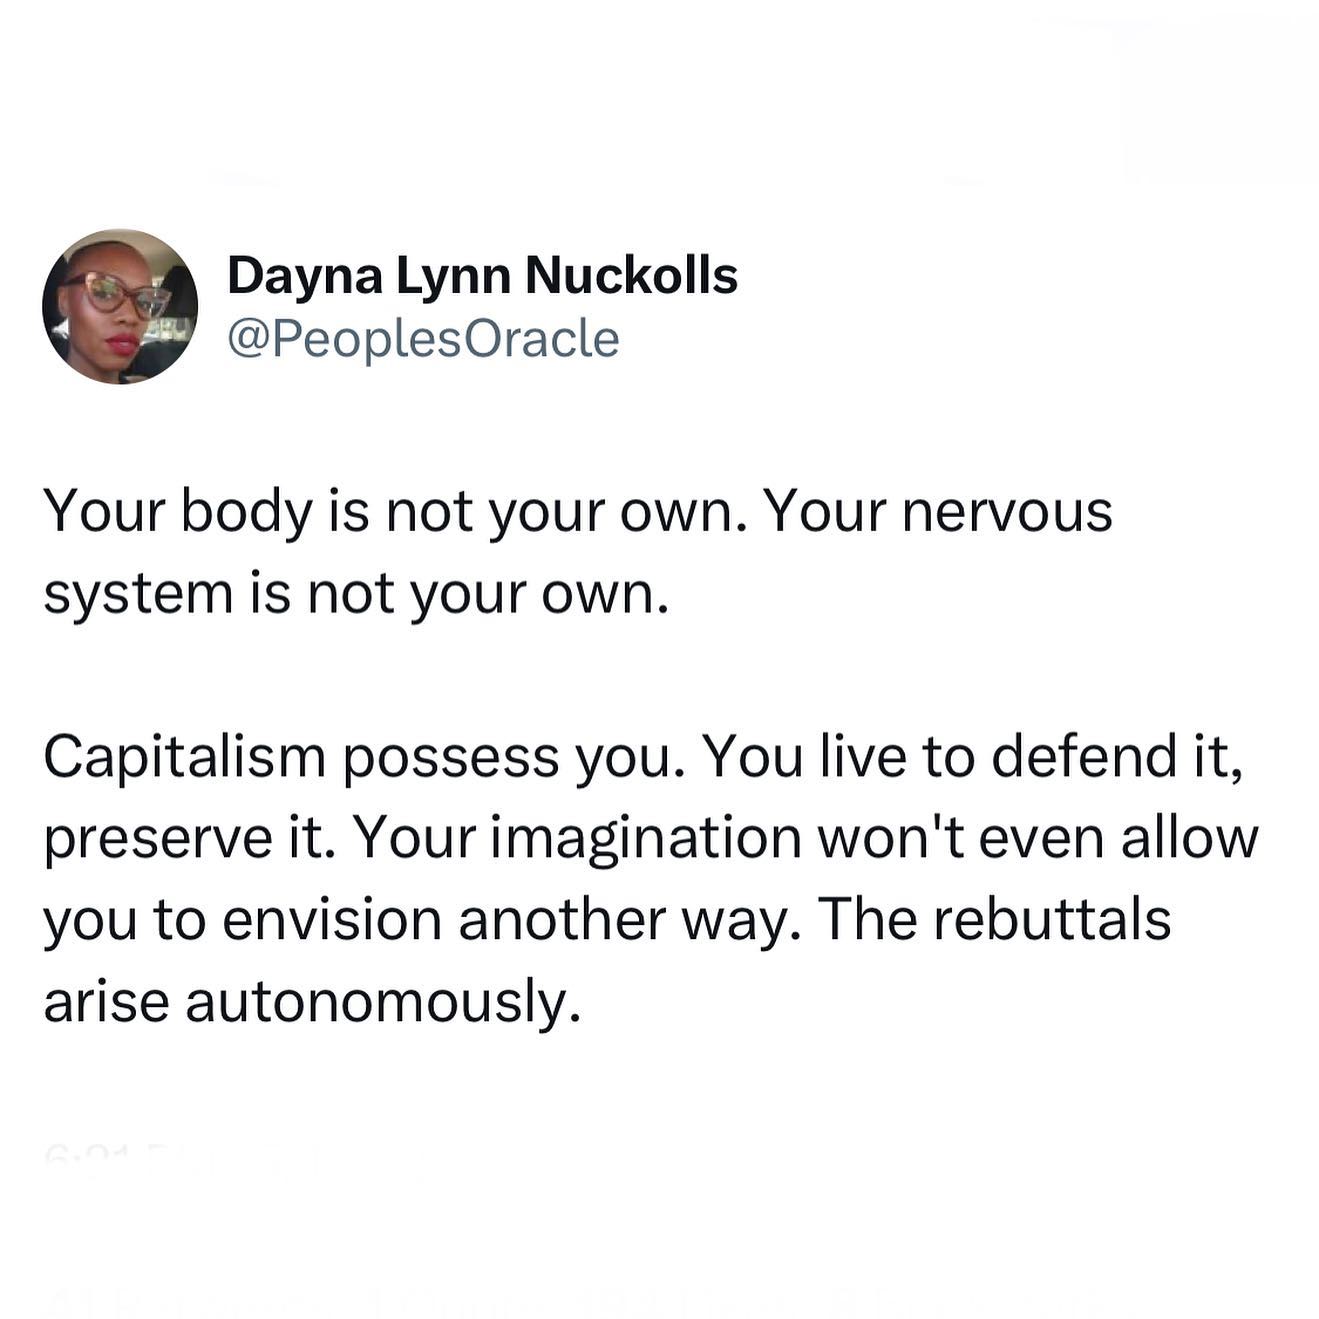 Dayna Lynn Nuckolls
@PeoplesOracle
Your body is not your own. Your nervous
system is not your own.
Capitalism possess you. You live to defend it,
preserve it. Your imagination won't even allow
you to envision another way. The rebuttals
arise autonomously.